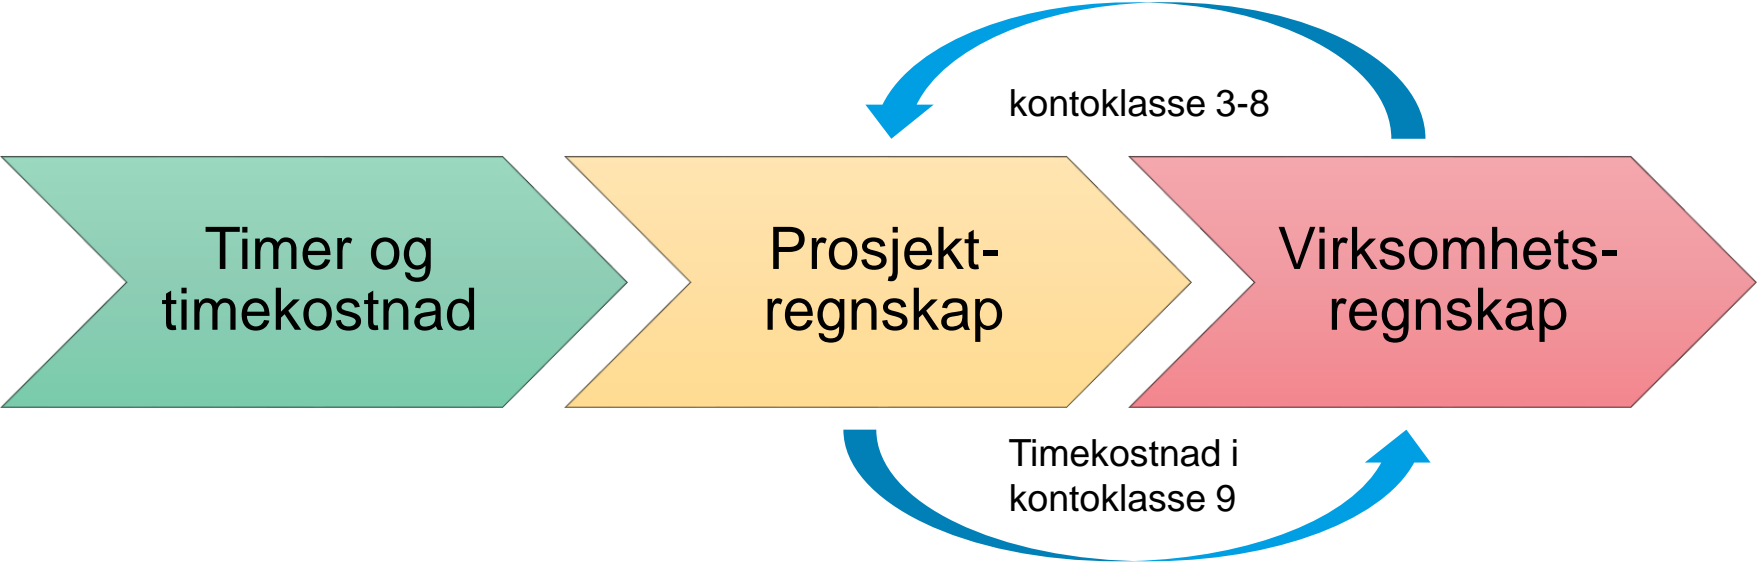 kontoklasse 3-8
Timer og
timekostnad
Prosjekt-
regnskap
Virksomhets-
regnskap
Timekostnad i
kontoklasse 9